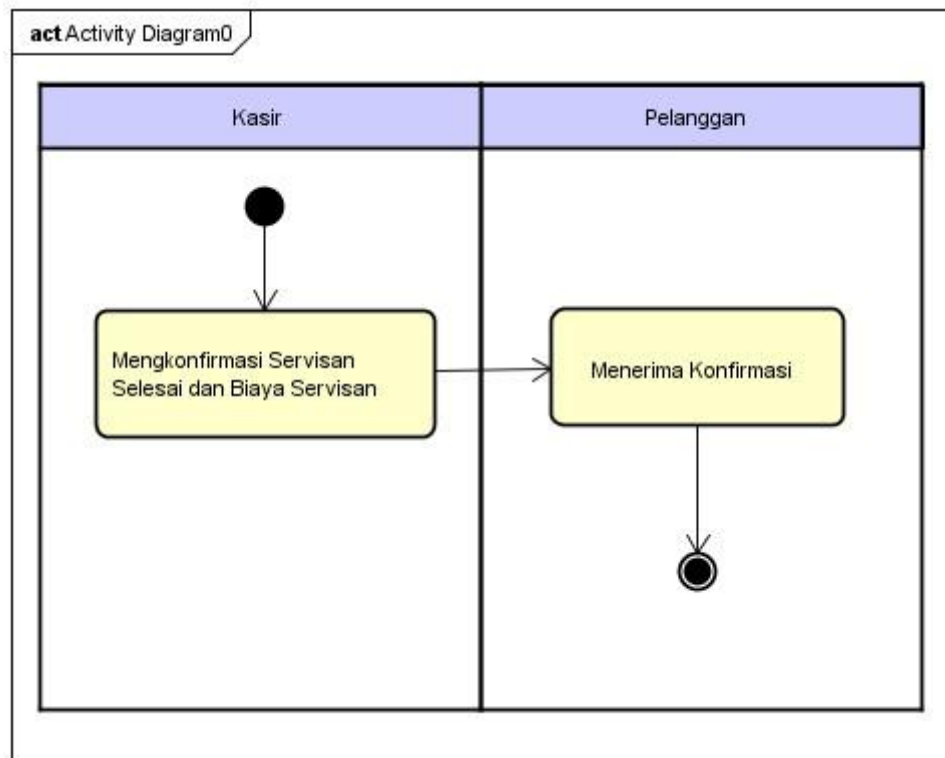 act Activity Diagram0
Kasir
Pelanggan
Mengkonfirmasi Servisan
Selesai dan Biaya Servisan
Menerima Konfirmasi